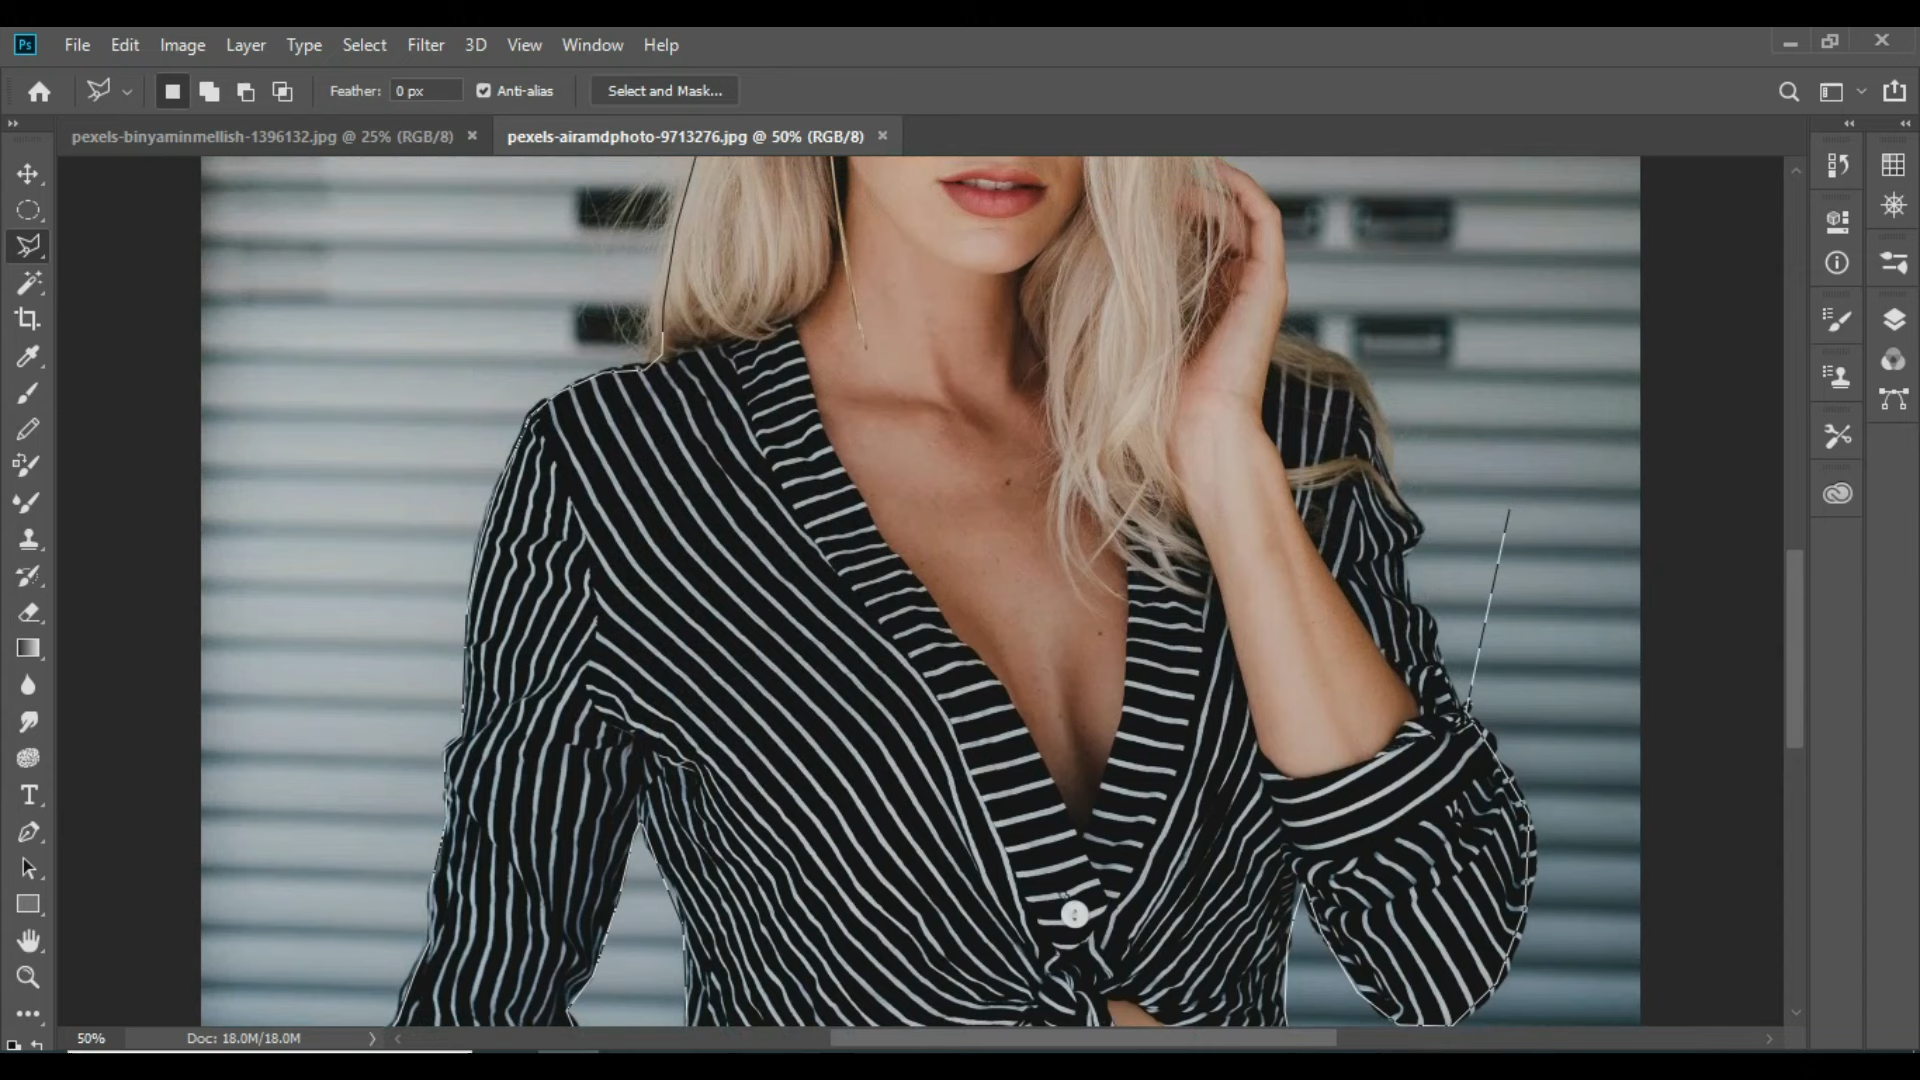 Ps File Edit Image Layer Type Select Filter 3D View Window Help
Feather: 0 px Anti-alias Select and Mask...
pexels-binyaminmellish-1396132.jpg @ 25% (RGB/8) pexels-airamdphoto-9713276.jpg @ 50% (RGB/8)
50% Doc: 18.0M/18.0M